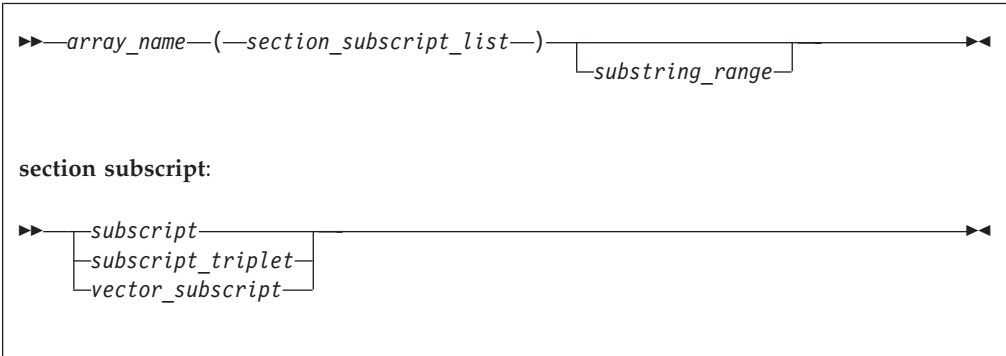 ▶▶—array_name—(—section_subscript_list—)—▶◀
substring_range
section subscript:
▶▶—subscript—▶◀
subscript_triplet
vector_subscript